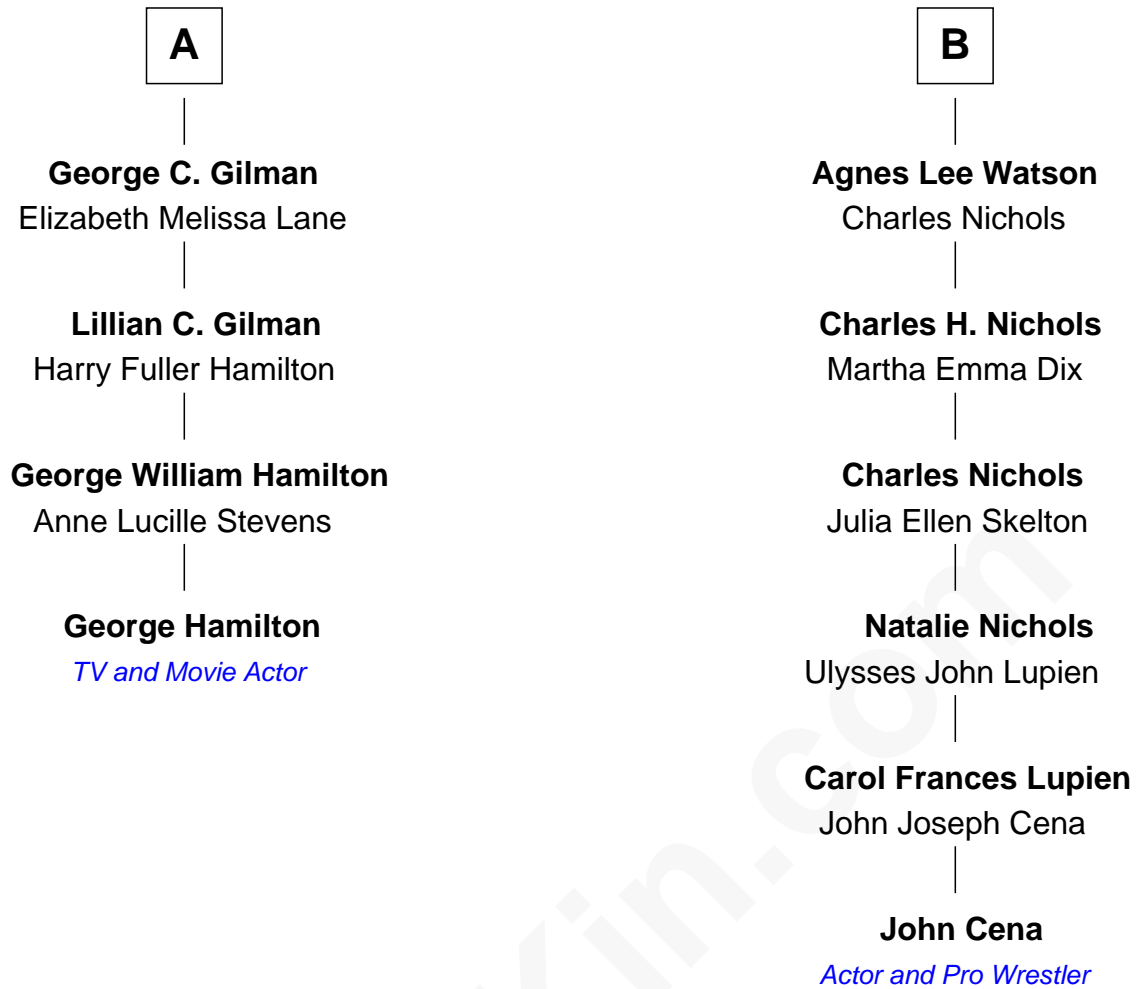 A
George C. Gilman
Elizabeth Melissa Lane
Lillian C. Gilman
Harry Fuller Hamilton
George William Hamilton
Anne Lucille Stevens
George Hamilton
TV and Movie Actor
B
Agnes Lee Watson
Charles Nichols
Charles H. Nichols
Martha Emma Dix
Charles Nichols
Julia Ellen Skelton
Natalie Nichols
Ulysses John Lupien
Carol Frances Lupien
John Joseph Cena
John Cena
Actor and Pro Wrestler
Kin.com